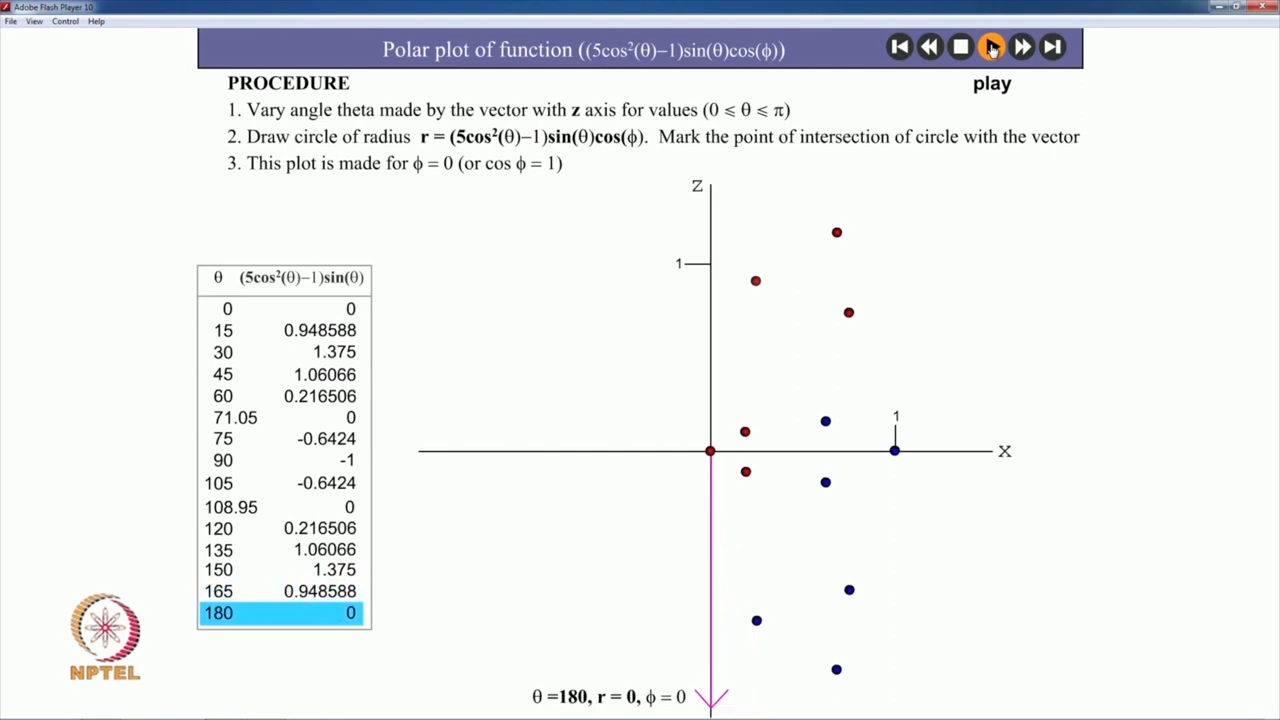 Adobe Flash Player 10
File View Control Help
Polar plot of function ((5cos²(θ)−1)sin(θ)cos(ϕ))
play
PROCEDURE
1. Vary angle theta made by the vector with z axis for values (0 ⩽ θ ⩽ π)
2. Draw circle of radius r = (5cos²(θ)−1)sin(θ)cos(ϕ). Mark the point of intersection of circle with the vector
3. This plot is made for ϕ = 0 (or cos ϕ = 1)
Z
1
1
X
θ (5cos²(θ)−1)sin(θ)
0 0
15 0.948588
30 1.375
45 1.06066
60 0.216506
71.05 0
75 -0.6424
90 -1
105 -0.6424
108.95 0
120 0.216506
135 1.06066
150 1.375
165 0.948588
180 0
NPTEL
θ =180, r = 0, ϕ = 0